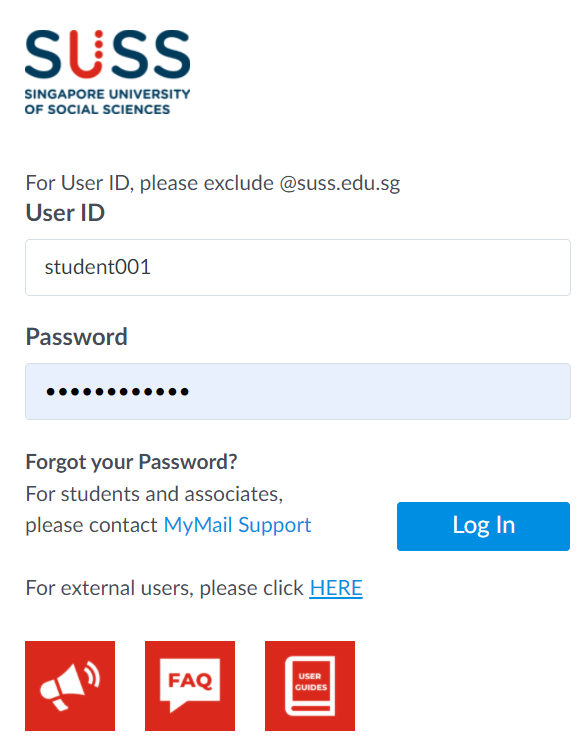 SUSS
SINGAPORE UNIVERSITY
OF SOCIAL SCIENCES
For User ID, please exclude @suss.edu.sg
User ID
student001
Password
••••••••••••
Forgot your Password?
For students and associates,
please contact MyMail Support
Log In
For external users, please click HERE
FAQ
USER
GUIDES